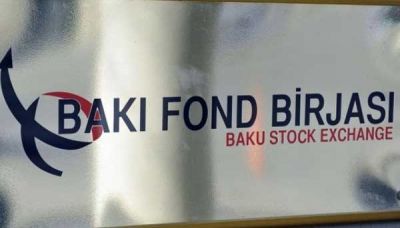 BAKI FOND BİRJASI
BAKU STOCK EXCHANGE